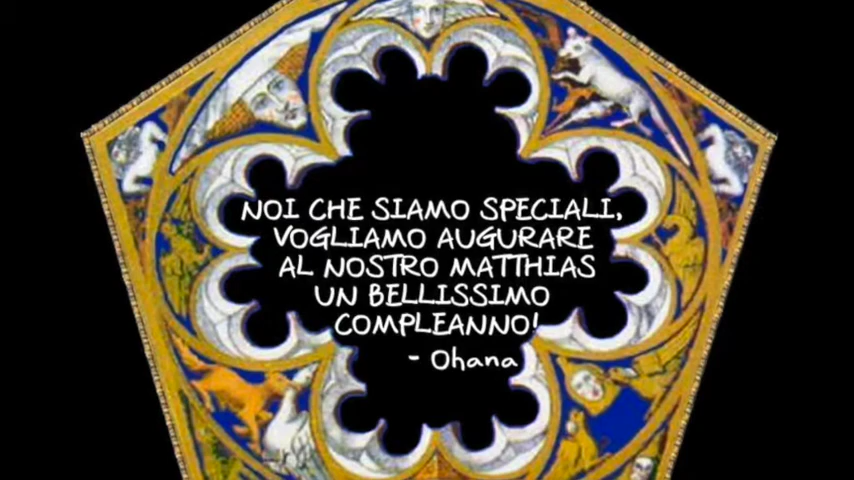 NOI CHE SIAMO SPECIALI,
VOGLIAMO AUGURARE
AL NOSTRO MATTHIAS
UN BELLISSIMO
COMPLEANNO!
- Ohana